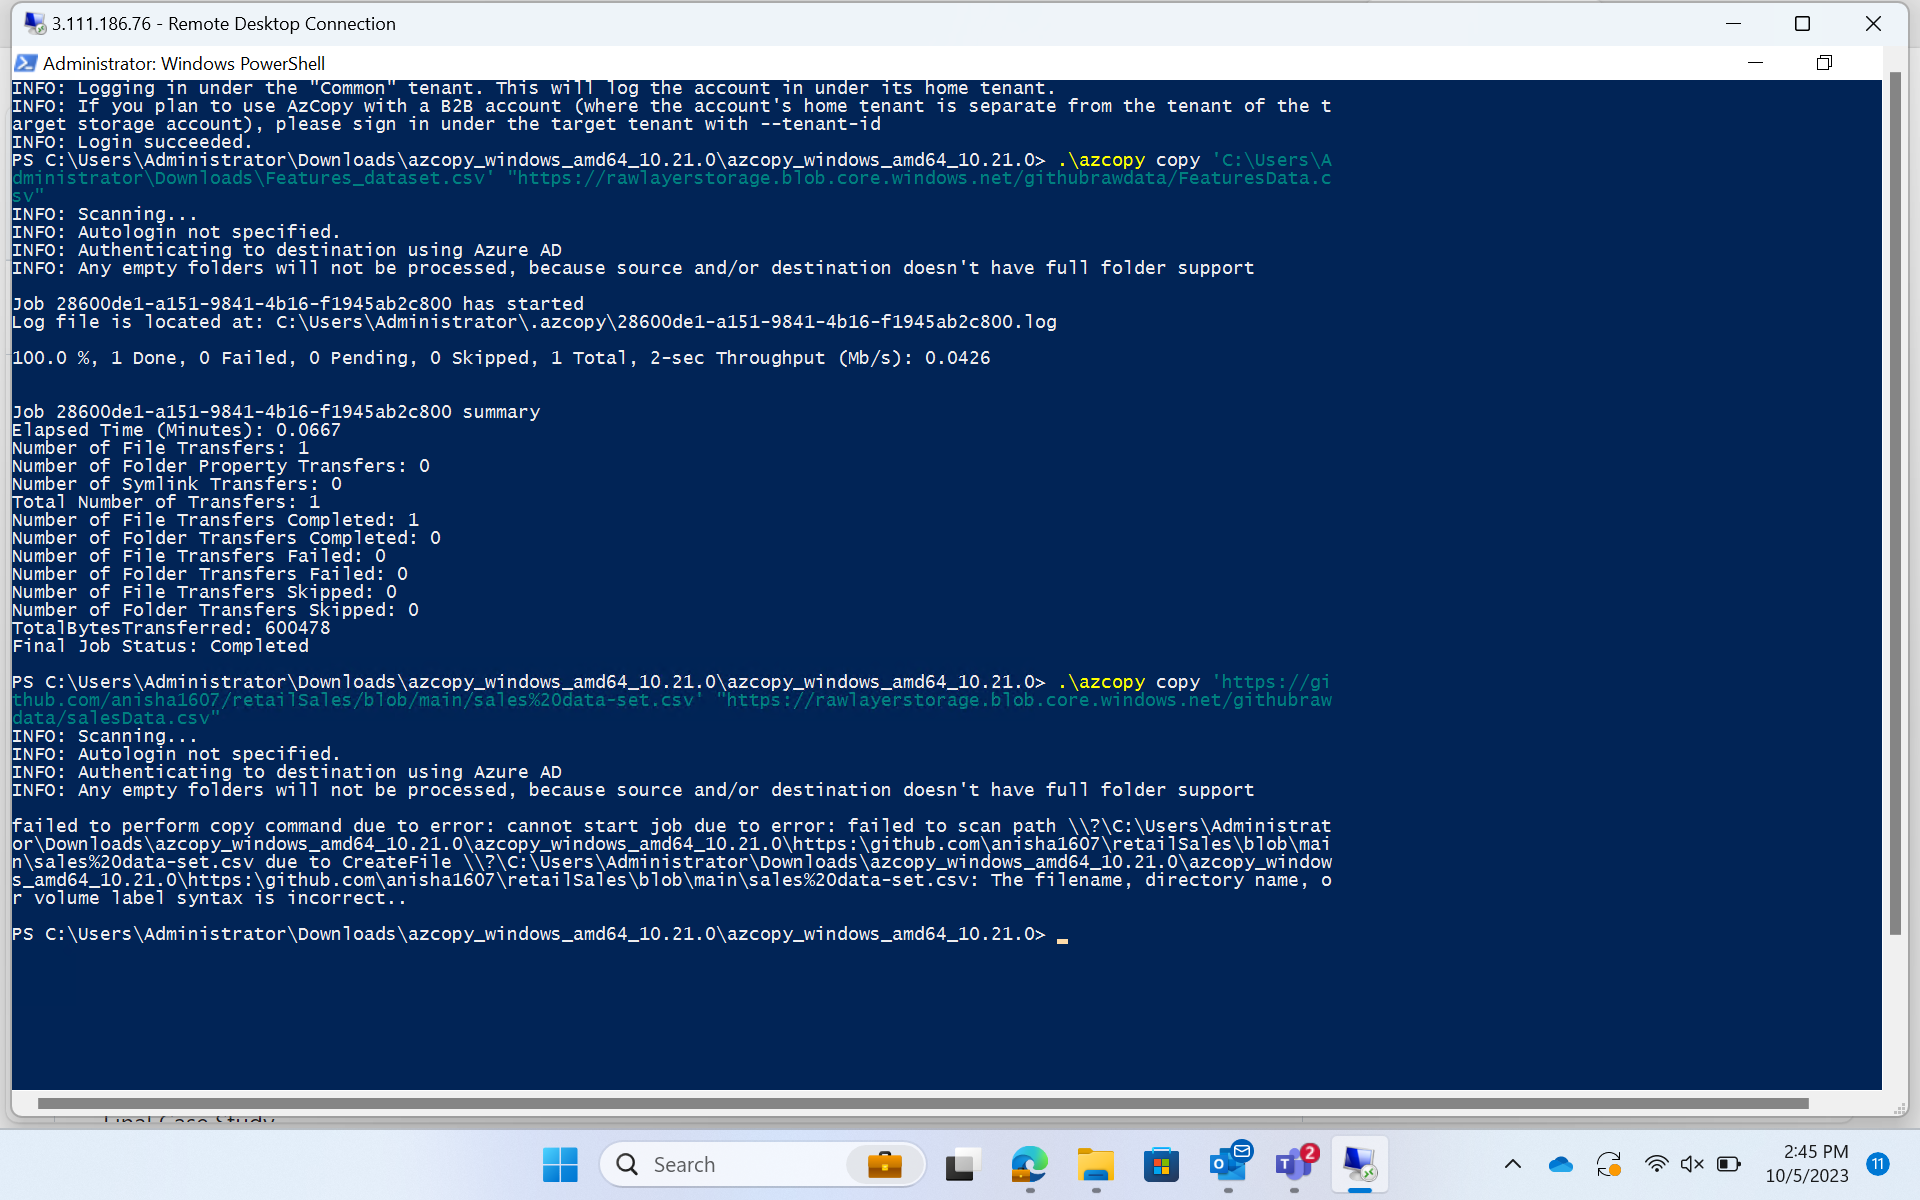 3.111.186.76 - Remote Desktop Connection
Administrator: Windows PowerShell
INFO: Logging in under the "Common" tenant. This will log the account in under its home tenant.
INFO: If you plan to use AzCopy with a B2B account (where the account's home tenant is separate from the tenant of the t
arget storage account), please sign in under the target tenant with --tenant-id
INFO: Login succeeded.
PS C:\Users\Administrator\Downloads\azcopy_windows_amd64_10.21.0\azcopy_windows_amd64_10.21.0> .\azcopy copy 'C:\Users\A
dministrator\Downloads\Features_dataset.csv' "https://rawlayerstorage.blob.core.windows.net/githubrawdata/FeaturesData.c
sv"
INFO: Scanning...
INFO: Autologin not specified.
INFO: Authenticating to destination using Azure AD
INFO: Any empty folders will not be processed, because source and/or destination doesn't have full folder support
Job 28600de1-a151-9841-4b16-f1945ab2c800 has started
Log file is located at: C:\Users\Administrator\.azcopy\28600de1-a151-9841-4b16-f1945ab2c800.log
100.0 %, 1 Done, 0 Failed, 0 Pending, 0 Skipped, 1 Total, 2-sec Throughput (Mb/s): 0.0426
Job 28600de1-a151-9841-4b16-f1945ab2c800 summary
Elapsed Time (Minutes): 0.0667
Number of File Transfers: 1
Number of Folder Property Transfers: 0
Number of Symlink Transfers: 0
Total Number of Transfers: 1
Number of File Transfers Completed: 1
Number of Folder Transfers Completed: 0
Number of File Transfers Failed: 0
Number of Folder Transfers Failed: 0
Number of File Transfers Skipped: 0
Number of Folder Transfers Skipped: 0
TotalBytesTransferred: 600478
Final Job Status: Completed
PS C:\Users\Administrator\Downloads\azcopy_windows_amd64_10.21.0\azcopy_windows_amd64_10.21.0> .\azcopy copy 'https://gi
thub.com/anisha1607/retailSales/blob/main/sales%20data-set.csv' "https://rawlayerstorage.blob.core.windows.net/githubraw
data/salesData.csv"
INFO: Scanning...
INFO: Autologin not specified.
INFO: Authenticating to destination using Azure AD
INFO: Any empty folders will not be processed, because source and/or destination doesn't have full folder support
failed to perform copy command due to error: cannot start job due to error: failed to scan path \\?\C:\Users\Administrat
or\Downloads\azcopy_windows_amd64_10.21.0\azcopy_windows_amd64_10.21.0\https:\github.com\anisha1607\retailSales\blob\mai
n\sales%20data-set.csv due to CreateFile \\?\C:\Users\Administrator\Downloads\azcopy_windows_amd64_10.21.0\azcopy_window
s_amd64_10.21.0\https:\github.com\anisha1607\retailSales\blob\main\sales%20data-set.csv: The filename, directory name, o
r volume label syntax is incorrect..
PS C:\Users\Administrator\Downloads\azcopy_windows_amd64_10.21.0\azcopy_windows_amd64_10.21.0>
Final Case Study
Search
2
2:45 PM
10/5/2023
11